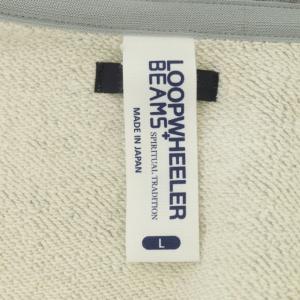 LOOPWHEELER
BEAMS+
SPIRITUAL TRADITION
MADE IN JAPAN
L